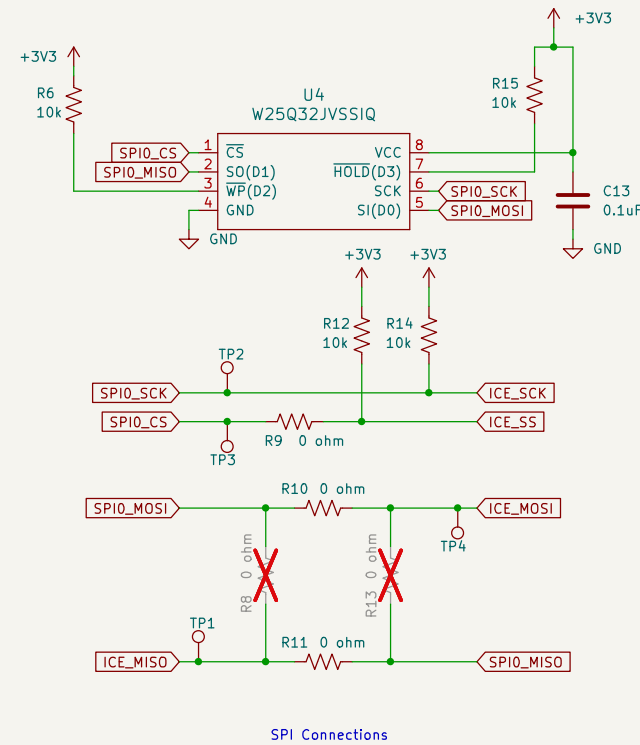 +3V3
+3V3
R6
10k
R15
10k
U4
W25Q32JVSSIQ
SPI0_CS
1
CS
VCC
8
SPI0_MISO
2
SO(D1)
HOLD(D3)
7
3
WP(D2)
SCK
6
SPI0_SCK
4
GND
SI(D0)
5
SPI0_MOSI
C13
0.1uF
GND
GND
+3V3
+3V3
R12
10k
R14
10k
TP2
SPI0_SCK
ICE_SCK
SPI0_CS
ICE_SS
R9 0 ohm
TP3
R10 0 ohm
SPI0_MOSI
ICE_MOSI
TP4
R8 0 ohm
R13 0 ohm
TP1
R11 0 ohm
ICE_MISO
SPI0_MISO
SPI Connections